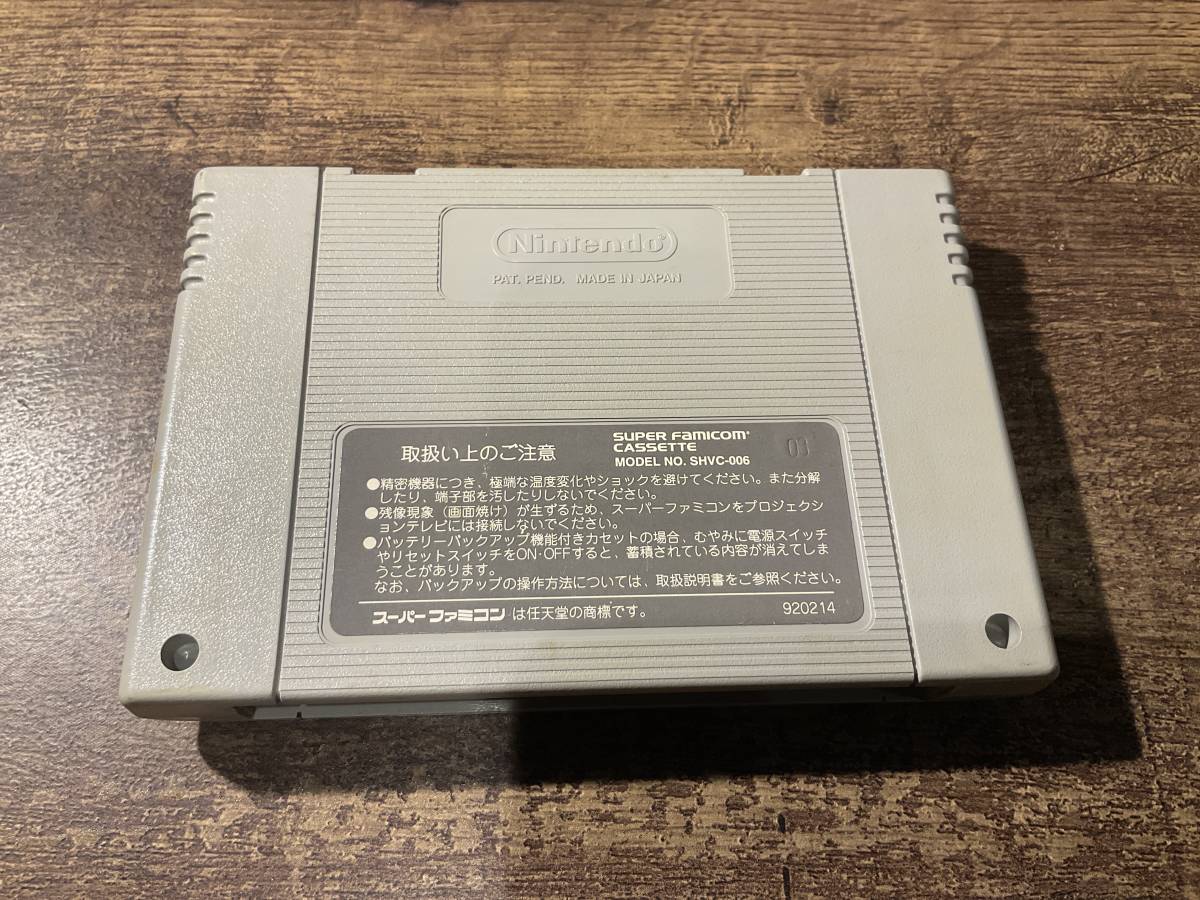 Nintendo®
PAT. PEND. MADE IN JAPAN
取扱い上のご注意
SUPER Famicom®
CASSETTE
MODEL NO. SHVC-006
03
●精密機器につき、極端な温度変化やショックを避けてください。また分解
したり、端子部を汚したりしないでください。
●残像現象（画面焼け）が生ずるため、スーパーファミコンをプロジェクシ
ョンテレビには接続しないでください。
●バッテリーバックアップ機能付きカセットの場合、むやみに電源スイッチ
やリセットスイッチをON·OFFすると、蓄積されている内容が消えてしま
うことがあります。
なお、バックアップの操作方法については、取扱説明書をご参照ください。
スーパーファミコン は任天堂の商標です。
920214